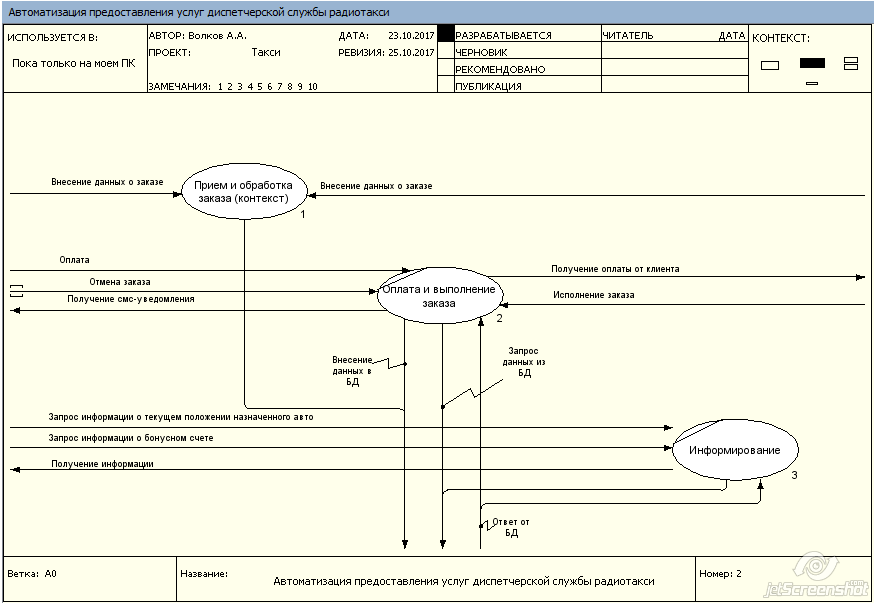 Автоматизация предоставления услуг диспетчерской службы радиотакси
ИСПОЛЬЗУЕТСЯ В:
Пока только на моем ПК
АВТОР: Волков А.А.
ДАТА: 23.10.2017
ПРОЕКТ: Такси
РЕВИЗИЯ: 25.10.2017
ЗАМЕЧАНИЯ: 1 2 3 4 5 6 7 8 9 10
РАЗРАБАТЫВАЕТСЯ
ЧЕРНОВИК
РЕКОМЕНДОВАНО
ПУБЛИКАЦИЯ
ЧИТАТЕЛЬ ДАТА
КОНТЕКСТ:
Внесение данных о заказе
Прием и обработка
заказа (контекст)
1
Внесение данных о заказе
Оплата
Отмена заказа
Получение смс-уведомления
Оплата и выполнение
заказа
2
Получение оплаты от клиента
Исполнение заказа
Внесение
данных в
БД
Запрос
данных из
БД
Запрос информации о текущем положении назначенного авто
Запрос информации о бонусном счете
Получение информации
Информирование
3
Ответ от
БД
Ветка: A0
Название:
Автоматизация предоставления услуг диспетчерской службы радиотакси
Номер: 2
jetScreenshot
.com